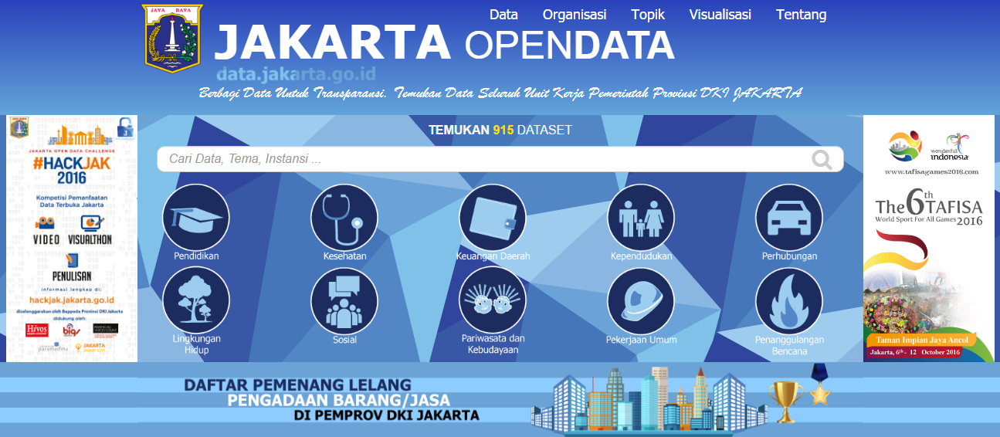 JAYA RAYA
Data Organisasi Topik Visualisasi Tentang
JAKARTA OPENDATA
data.jakarta.go.id
Berbagi Data Untuk Transparansi. Temukan Data Seluruh Unit Kerja Pemerintah Provinsi DKI JAKARTA
JAKARTA OPEN DATA CHALLENGE
#HACKJAK
2016
Kompetisi Pemanfaatan
Data Terbuka Jakarta
VIDEO VISUALTHON
PENULISAN
informasi lengkap di:
hackjak.jakarta.go.id
diselenggarakan oleh Bappeda Provinsi DKI Jakarta
didukung oleh:
Hivos
paramadina
JAKARTA
SMART CITY
TEMUKAN 915 DATASET
Cari Data, Tema, Instansi ...
Pendidikan
Kesehatan
Keuangan Daerah
Kependudukan
Perhubungan
Lingkungan
Hidup
Sosial
Pariwisata dan
Kebudayaan
Pekerjaan Umum
Penanggulangan
Bencana
wonderful
indonesia
www.tafisagames2016.com
The 6th TAFISA
World Sport For All Games 2016
Taman Impian Jaya Ancol
Jakarta, 6th - 12 October 2016
DAFTAR PEMENANG LELANG
PENGADAAN BARANG/JASA
DI PEMPROV DKI JAKARTA